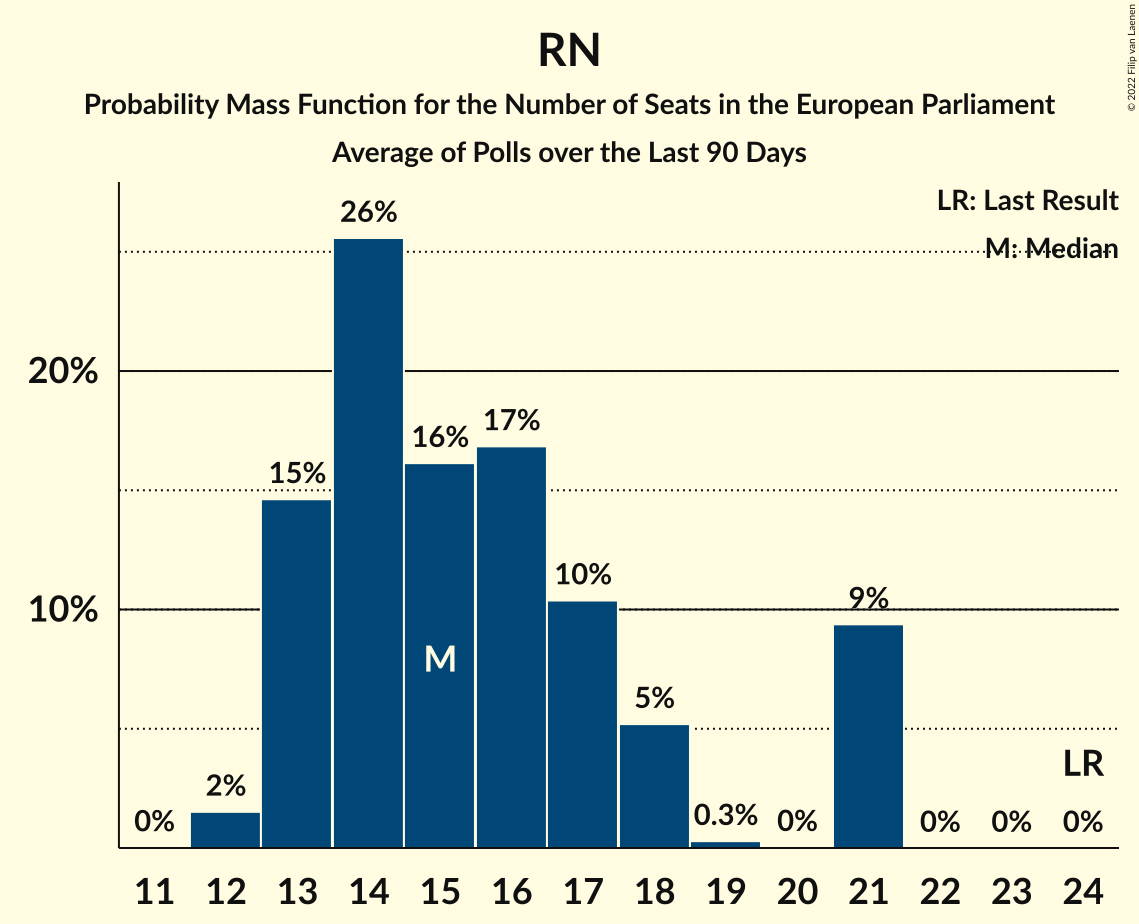 RN
Probability Mass Function for the Number of Seats in the European Parliament
Average of Polls over the Last 90 Days
© 2022 Filip van Laenen
LR: Last Result
M: Median
26%
20%
17%
16%
15%
10%
9%
10%
M
5%
LR
2%
0.3%
0%
0%
0%
0%
0%
11 12 13 14 15 16 17 18 19 20 21 22 23 24